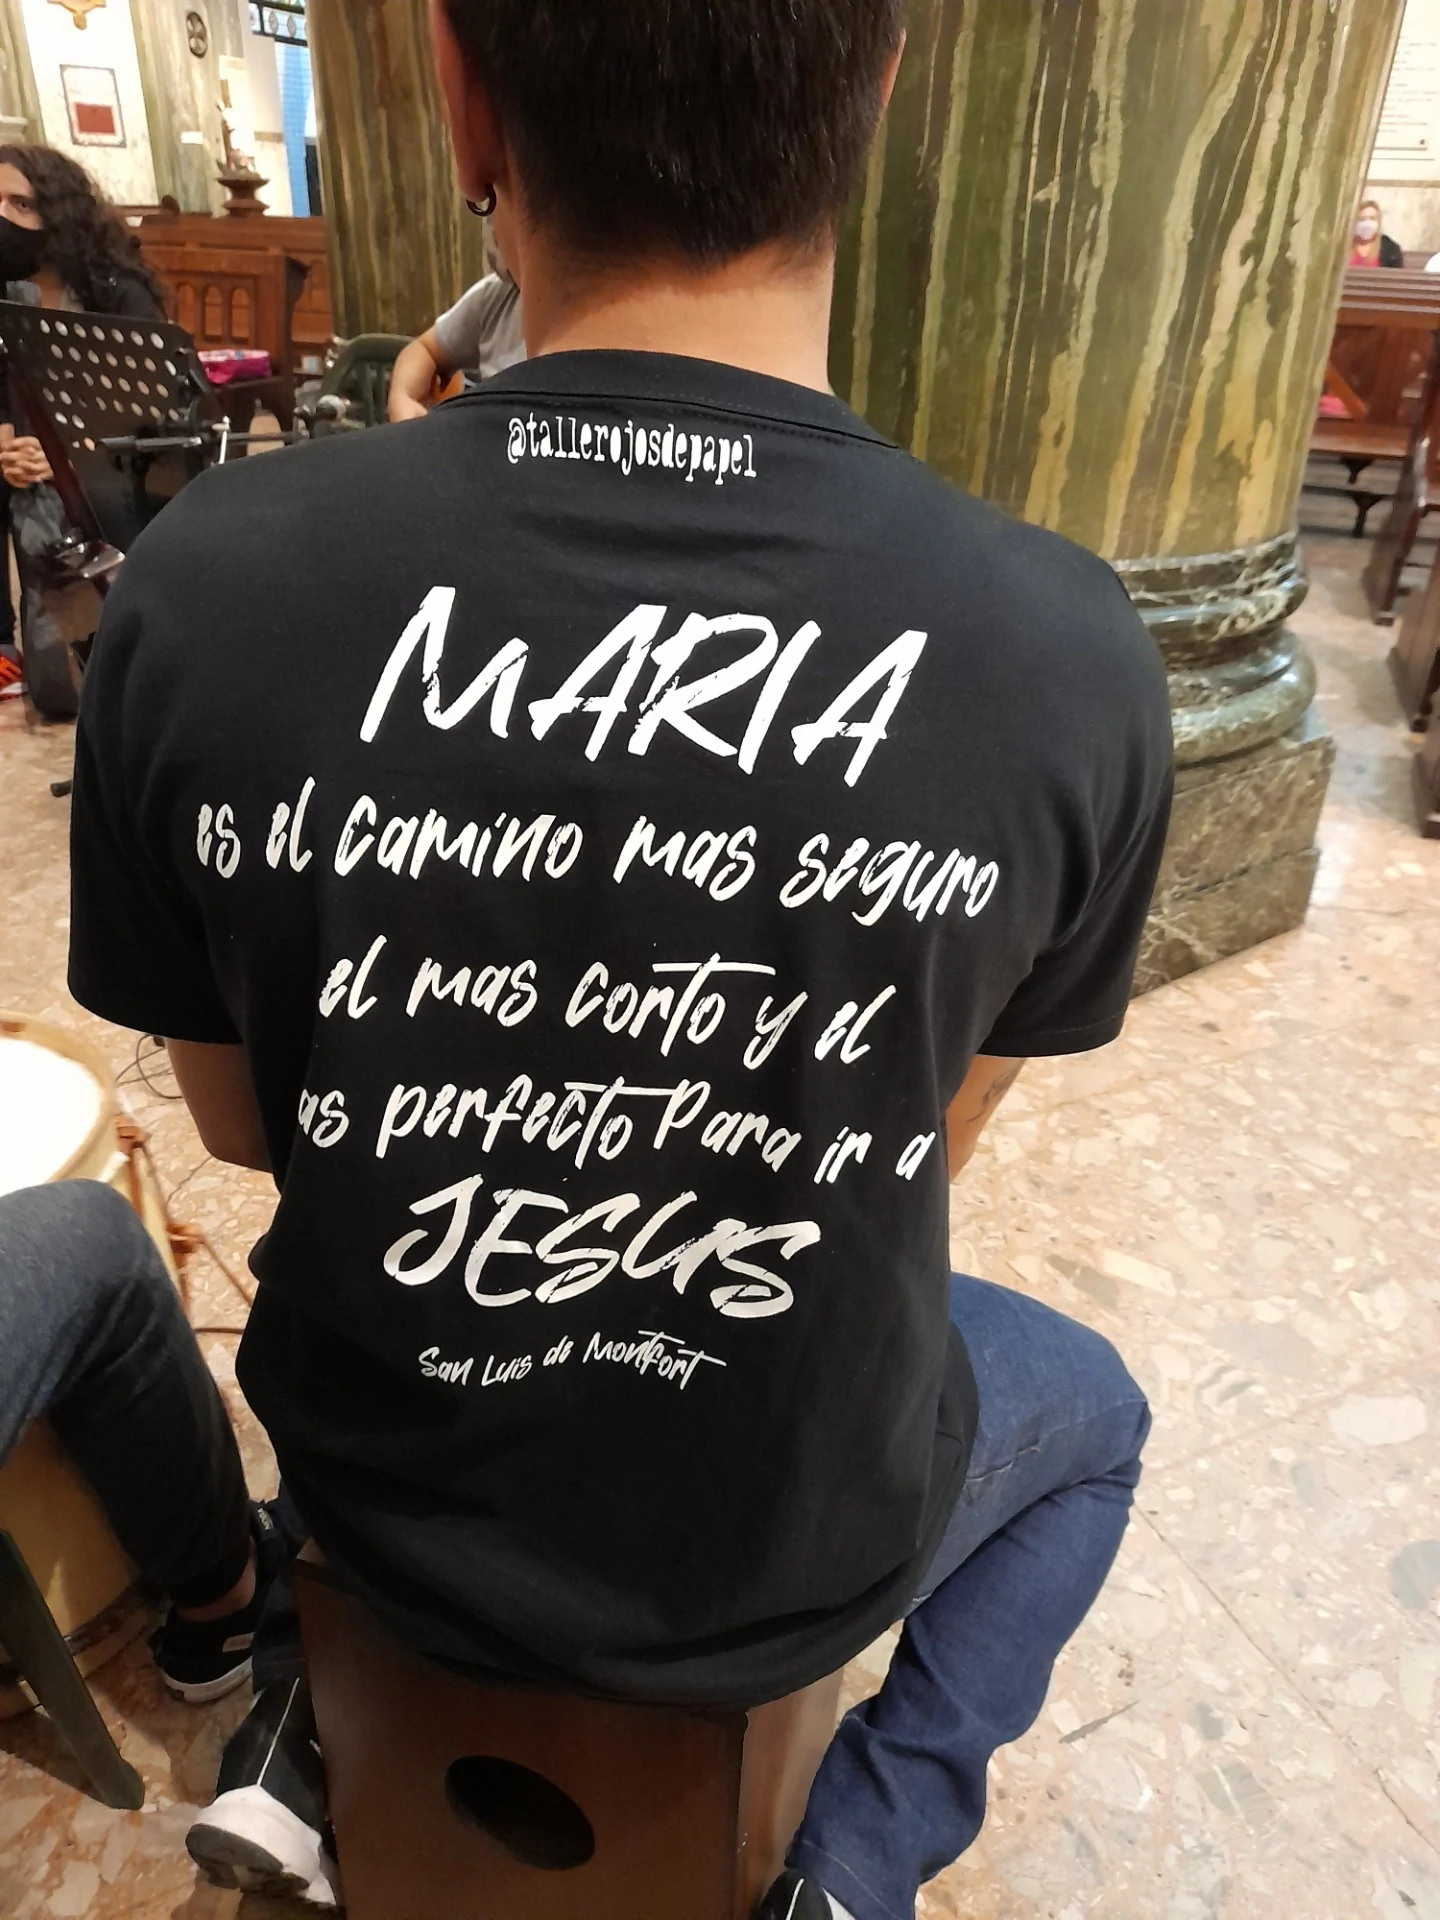 @tallerojosdepapel
MARIA
es el camino mas seguro
el mas corto y el
as perfecto Para ir a
JESUS
San Luis de Montfort